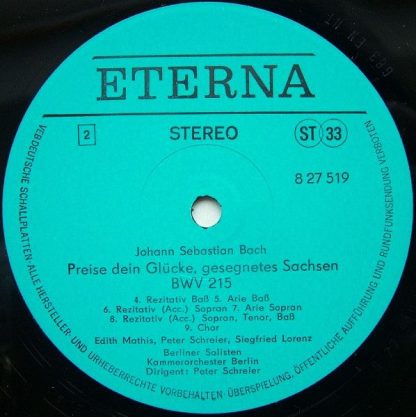 ETERNA
2 STEREO ST 33
8 27 519
Johann Sebastian Bach
Preise dein Glücke, gesegnetes Sachsen
BWV 215
4. Rezitativ Baß 5. Arie Baß
6. Rezitativ (Acc.) Sopran 7. Arie Sopran
8. Rezitativ (Acc.) Sopran, Tenor, Baß
9. Chor
Edith Mathis, Peter Schreier, Siegfried Lorenz
Berliner Solisten
Kammerorchester Berlin
Dirigent: Peter Schreier
VEB DEUTSCHE SCHALLPLATTEN · ALLE HERSTELLER- UND URHEBERRECHTE VORBEHALTEN · ÜBERSPIELUNG, ÖFFENTLICHE AUFFÜHRUNG UND RUNDFUNKSENDUNG VERBOTEN